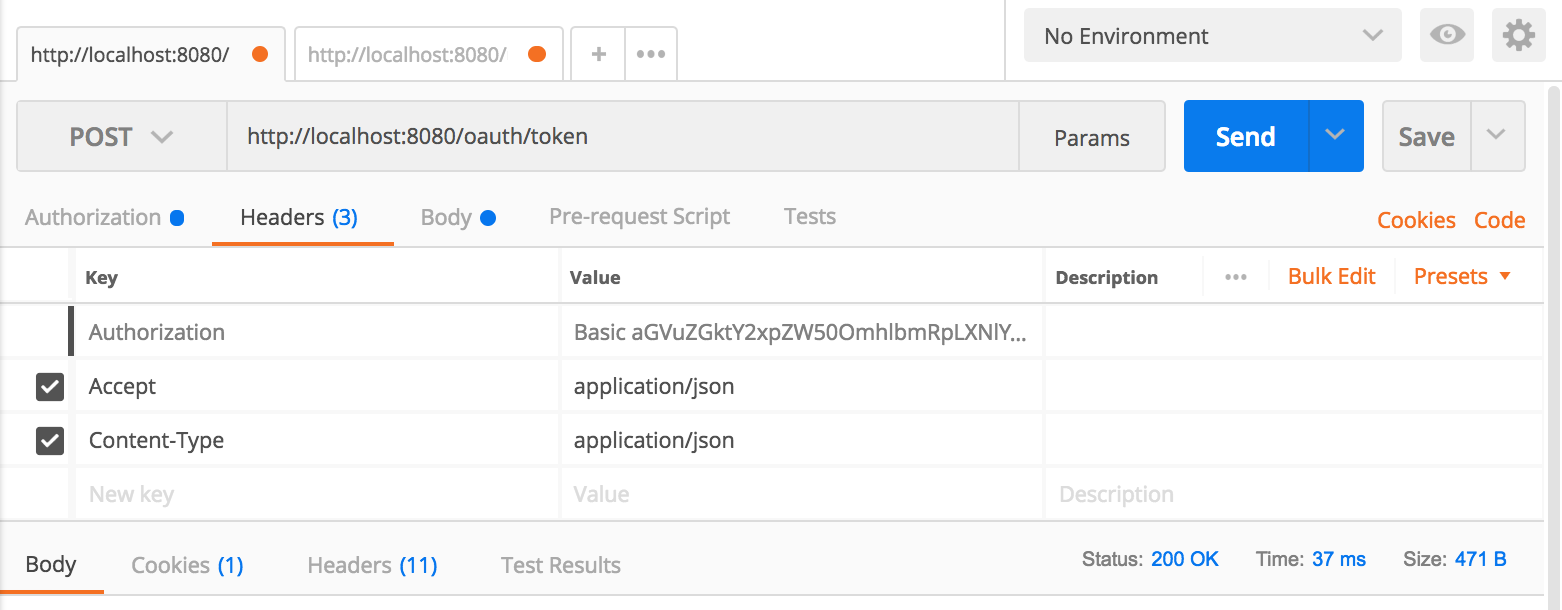 http://localhost:8080/ http://localhost:8080/ + ••• No Environment
POST http://localhost:8080/oauth/token Params Send Save
Authorization Headers (3) Body Pre-request Script Tests Cookies Code
Key Value Description ••• Bulk Edit Presets
Authorization Basic aGVuZGktY2xpZW50OmhlbmRpLXNlY...
Accept application/json
Content-Type application/json
New key Value Description
Body Cookies (1) Headers (11) Test Results Status: 200 OK Time: 37 ms Size: 471 B